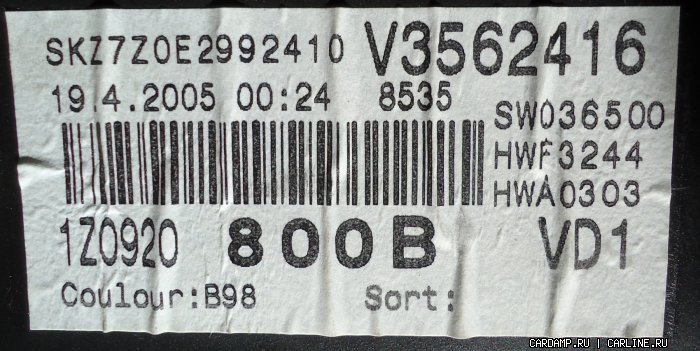 SKZ7Z0E2992410 V3562416
19.4.2005 00:24 8535 SW036500
HWF3244
HWA0303
1Z0920 800B VD1
Coulour:B98 Sort:
CARDAMP.RU | CARLINE.RU